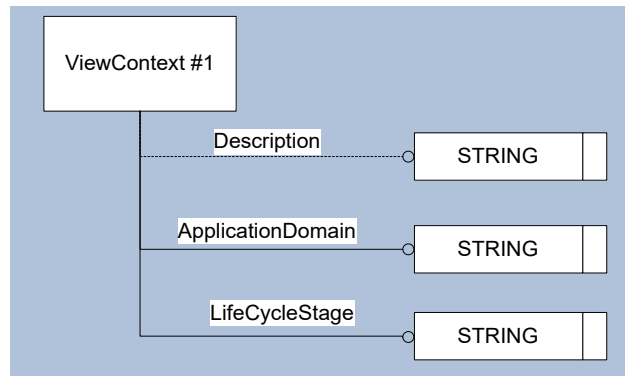 ViewContext #1
Description
STRING
ApplicationDomain
STRING
LifeCycleStage
STRING